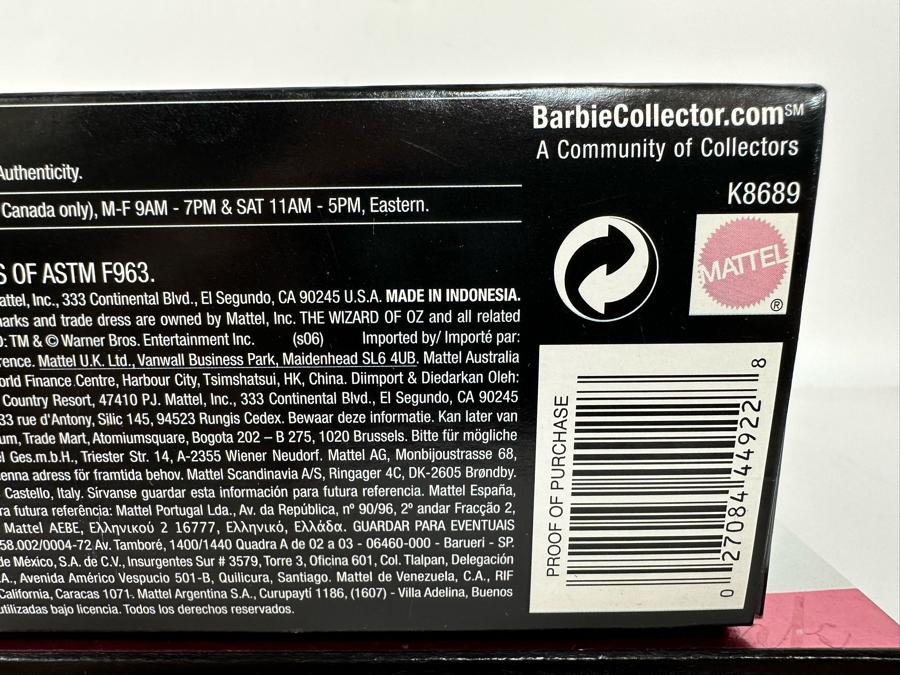 Authenticity.
Canada only), M-F 9AM - 7PM & SAT 11AM - 5PM, Eastern.
S OF ASTM F963.
attel, Inc., 333 Continental Blvd., El Segundo, CA 90245 U.S.A. MADE IN INDONESIA.
arks and trade dress are owned by Mattel, Inc. THE WIZARD OF OZ and all related
: TM & © Warner Bros. Entertainment Inc. (s06) Imported by/ Importé par:
rence. Mattel U.K. Ltd., Vanwall Business Park, Maidenhead SL6 4UB. Mattel Australia
orld Finance Centre, Harbour City, Tsimshatsui, HK, China. Diimport & Diedarkan Oleh:
Country Resort, 47410 PJ. Mattel, Inc., 333 Continental Blvd., El Segundo, CA 90245
33 rue d'Antony, Silic 145, 94523 Rungis Cedex. Bewaar deze informatie. Kan later van
um, Trade Mart, Atomiumsquare, Bogota 202 – B 275, 1020 Brussels. Bitte für mögliche
el Ges.m.b.H., Triester Str. 14, A-2355 Wiener Neudorf. Mattel AG, Monbijoustrasse 68,
enna adress för framtida behov. Mattel Scandinavia A/S, Ringager 4C, DK-2605 Brøndby.
Castello, Italy. Sírvanse guardar esta información para futura referencia. Mattel España,
ra futura referência: Mattel Portugal Lda., Av. da República, nº 90/96, 2º andar Fracção 2,
Mattel AEBE, Ελληνικού 2 16777, Ελληνικό, Ελλάδα. GUARDAR PARA EVENTUAIS
58.002/0004-72 Av. Tamboré, 1400/1440 Quadra A de 02 a 03 - 06460-000 - Barueri - SP.
de México, S.A. de C.V., Insurgentes Sur # 3579, Torre 3, Oficina 601, Col. Tlalpan, Delegación
.A., Avenida Américo Vespucio 501-B, Quilicura, Santiago. Mattel de Venezuela, C.A., RIF
California, Caracas 1071. Mattel Argentina S.A., Curupaytí 1186, (1607) - Villa Adelina, Buenos
utilizadas bajo licencia. Todos los derechos reservados.
BarbieCollector.com℠
A Community of Collectors
K8689
MATTEL
®
PROOF OF PURCHASE
0 27084 44922 8